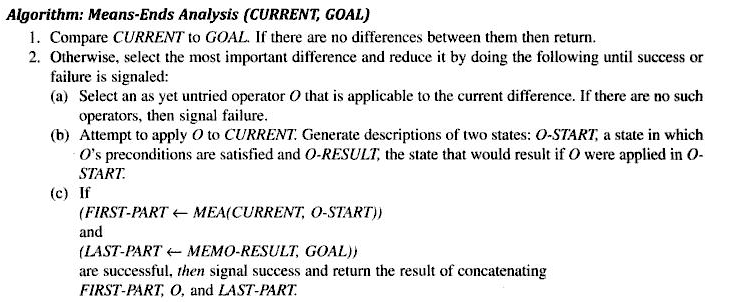 Algorithm: Means-Ends Analysis (CURRENT, GOAL)
1. Compare CURRENT to GOAL. If there are no differences between them then return.
2. Otherwise, select the most important difference and reduce it by doing the following until success or
failure is signaled:
(a) Select an as yet untried operator O that is applicable to the current difference. If there are no such
operators, then signal failure.
(b) Attempt to apply O to CURRENT. Generate descriptions of two states: O-START, a state in which
O's preconditions are satisfied and O-RESULT, the state that would result if O were applied in O-
START.
(c) If
(FIRST-PART ← MEA(CURRENT, O-START))
and
(LAST-PART ← MEMO-RESULT, GOAL))
are successful, then signal success and return the result of concatenating
FIRST-PART, O, and LAST-PART.